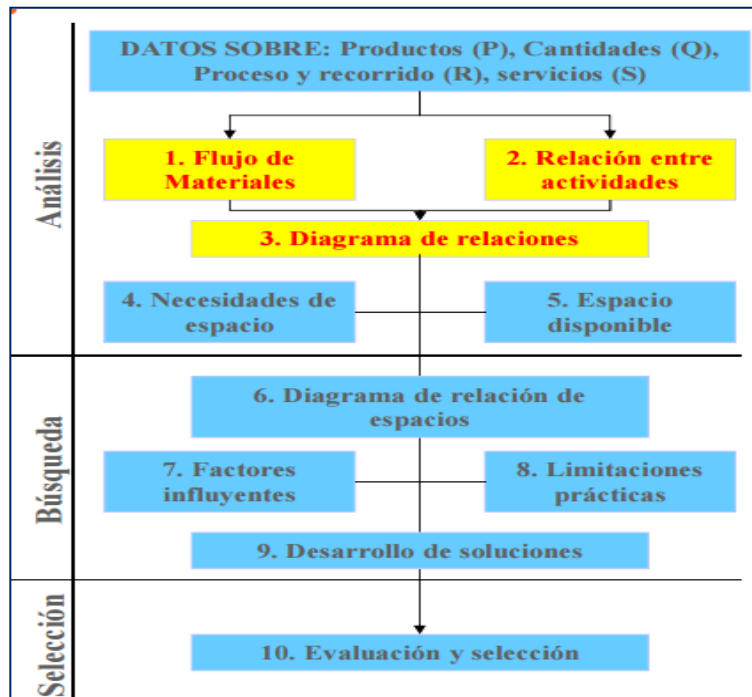 DATOS SOBRE: Productos (P), Cantidades (Q),
Proceso y recorrido (R), servicios (S)
Análisis
1. Flujo de
Materiales
2. Relación entre
actividades
3. Diagrama de relaciones
4. Necesidades de
espacio
5. Espacio
disponible
Búsqueda
6. Diagrama de relación de
espacios
7. Factores
influyentes
8. Limitaciones
prácticas
9. Desarrollo de soluciones
Selección
10. Evaluación y selección